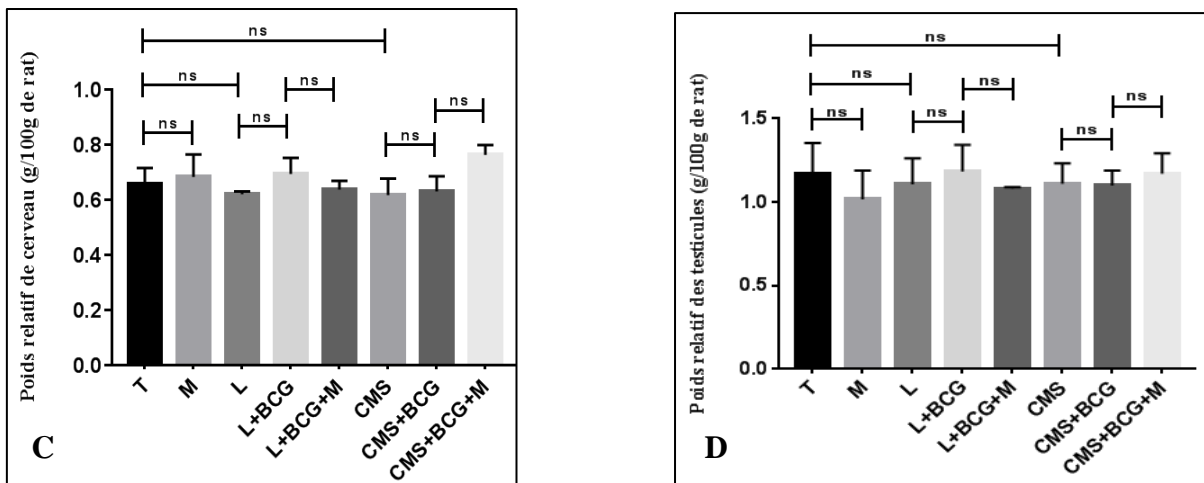 Poids relatif de cerveau (g/100g de rat)
ns
ns
ns
ns
ns
ns
ns
1.0
0.8
0.6
0.4
0.2
0.0
T
M
L
L+BCG
L+BCG+M
CMS
CMS+BCG
CMS+BCG+M
C
Poids relatif des testicules (g/100g de rat)
ns
ns
ns
ns
ns
ns
ns
1.5
1.0
0.5
0.0
T
M
L
L+BCG
L+BCG+M
CMS
CMS+BCG
CMS+BCG+M
D